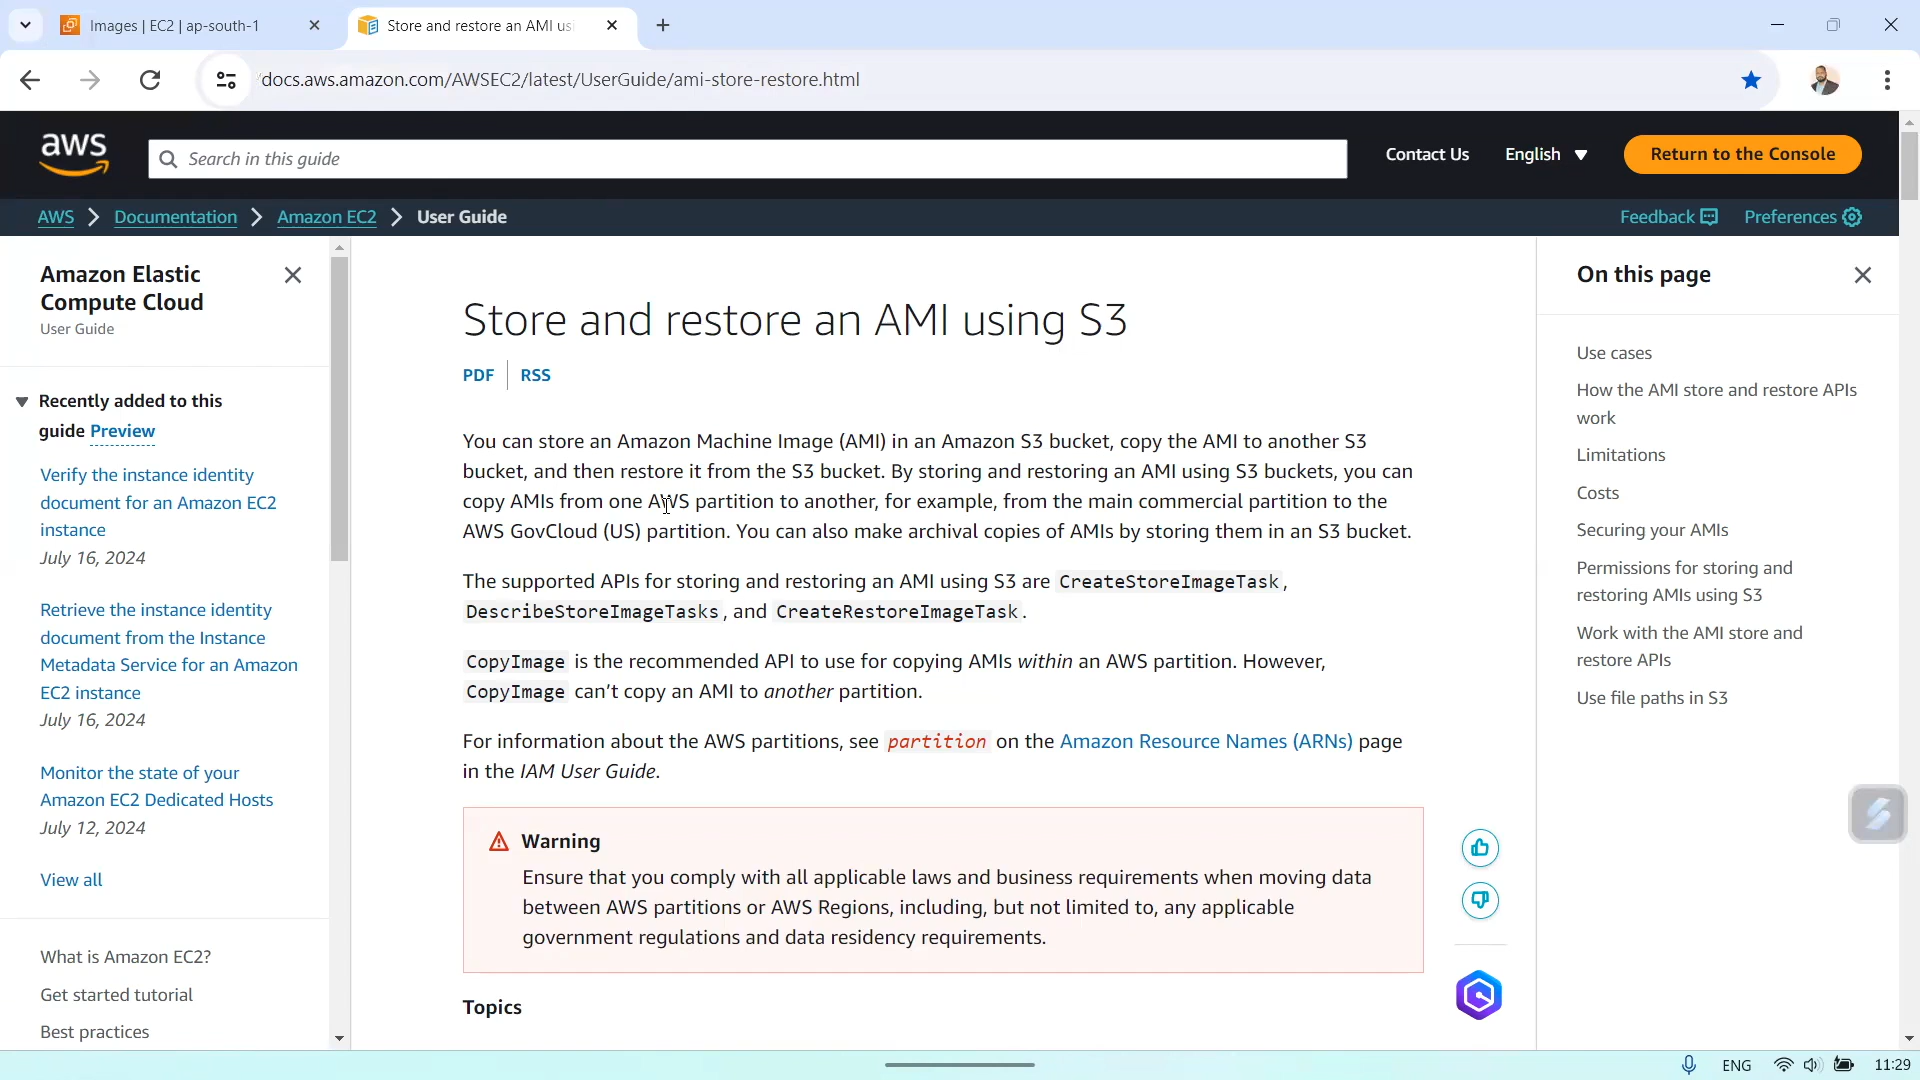 Images | EC2 | ap-south-1
Store and restore an AMI usi
docs.aws.amazon.com/AWSEC2/latest/UserGuide/ami-store-restore.html
aws
Search in this guide
Contact Us
English
Return to the Console
AWS
Documentation
Amazon EC2
User Guide
Feedback
Preferences
Amazon Elastic
Compute Cloud
User Guide
Recently added to this
guide Preview
Verify the instance identity
document for an Amazon EC2
instance
July 16, 2024
Retrieve the instance identity
document from the Instance
Metadata Service for an Amazon
EC2 instance
July 16, 2024
Monitor the state of your
Amazon EC2 Dedicated Hosts
July 12, 2024
View all
What is Amazon EC2?
Get started tutorial
Best practices
Store and restore an AMI using S3
PDF
RSS
You can store an Amazon Machine Image (AMI) in an Amazon S3 bucket, copy the AMI to another S3
bucket, and then restore it from the S3 bucket. By storing and restoring an AMI using S3 buckets, you can
copy AMIs from one AWS partition to another, for example, from the main commercial partition to the
AWS GovCloud (US) partition. You can also make archival copies of AMIs by storing them in an S3 bucket.
The supported APIs for storing and restoring an AMI using S3 are CreateStoreImageTask,
DescribeStoreImageTasks, and CreateRestoreImageTask.
CopyImage is the recommended API to use for copying AMIs within an AWS partition. However,
CopyImage can't copy an AMI to another partition.
For information about the AWS partitions, see partition on the Amazon Resource Names (ARNs) page
in the IAM User Guide.
Warning
Ensure that you comply with all applicable laws and business requirements when moving data
between AWS partitions or AWS Regions, including, but not limited to, any applicable
government regulations and data residency requirements.
Topics
On this page
Use cases
How the AMI store and restore APIs
work
Limitations
Costs
Securing your AMIs
Permissions for storing and
restoring AMIs using S3
Work with the AMI store and
restore APIs
Use file paths in S3
ENG
11:29